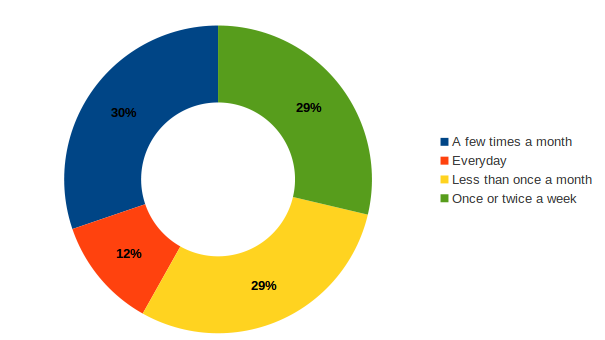 30%
29%
12%
29%
A few times a month
Everyday
Less than once a month
Once or twice a week